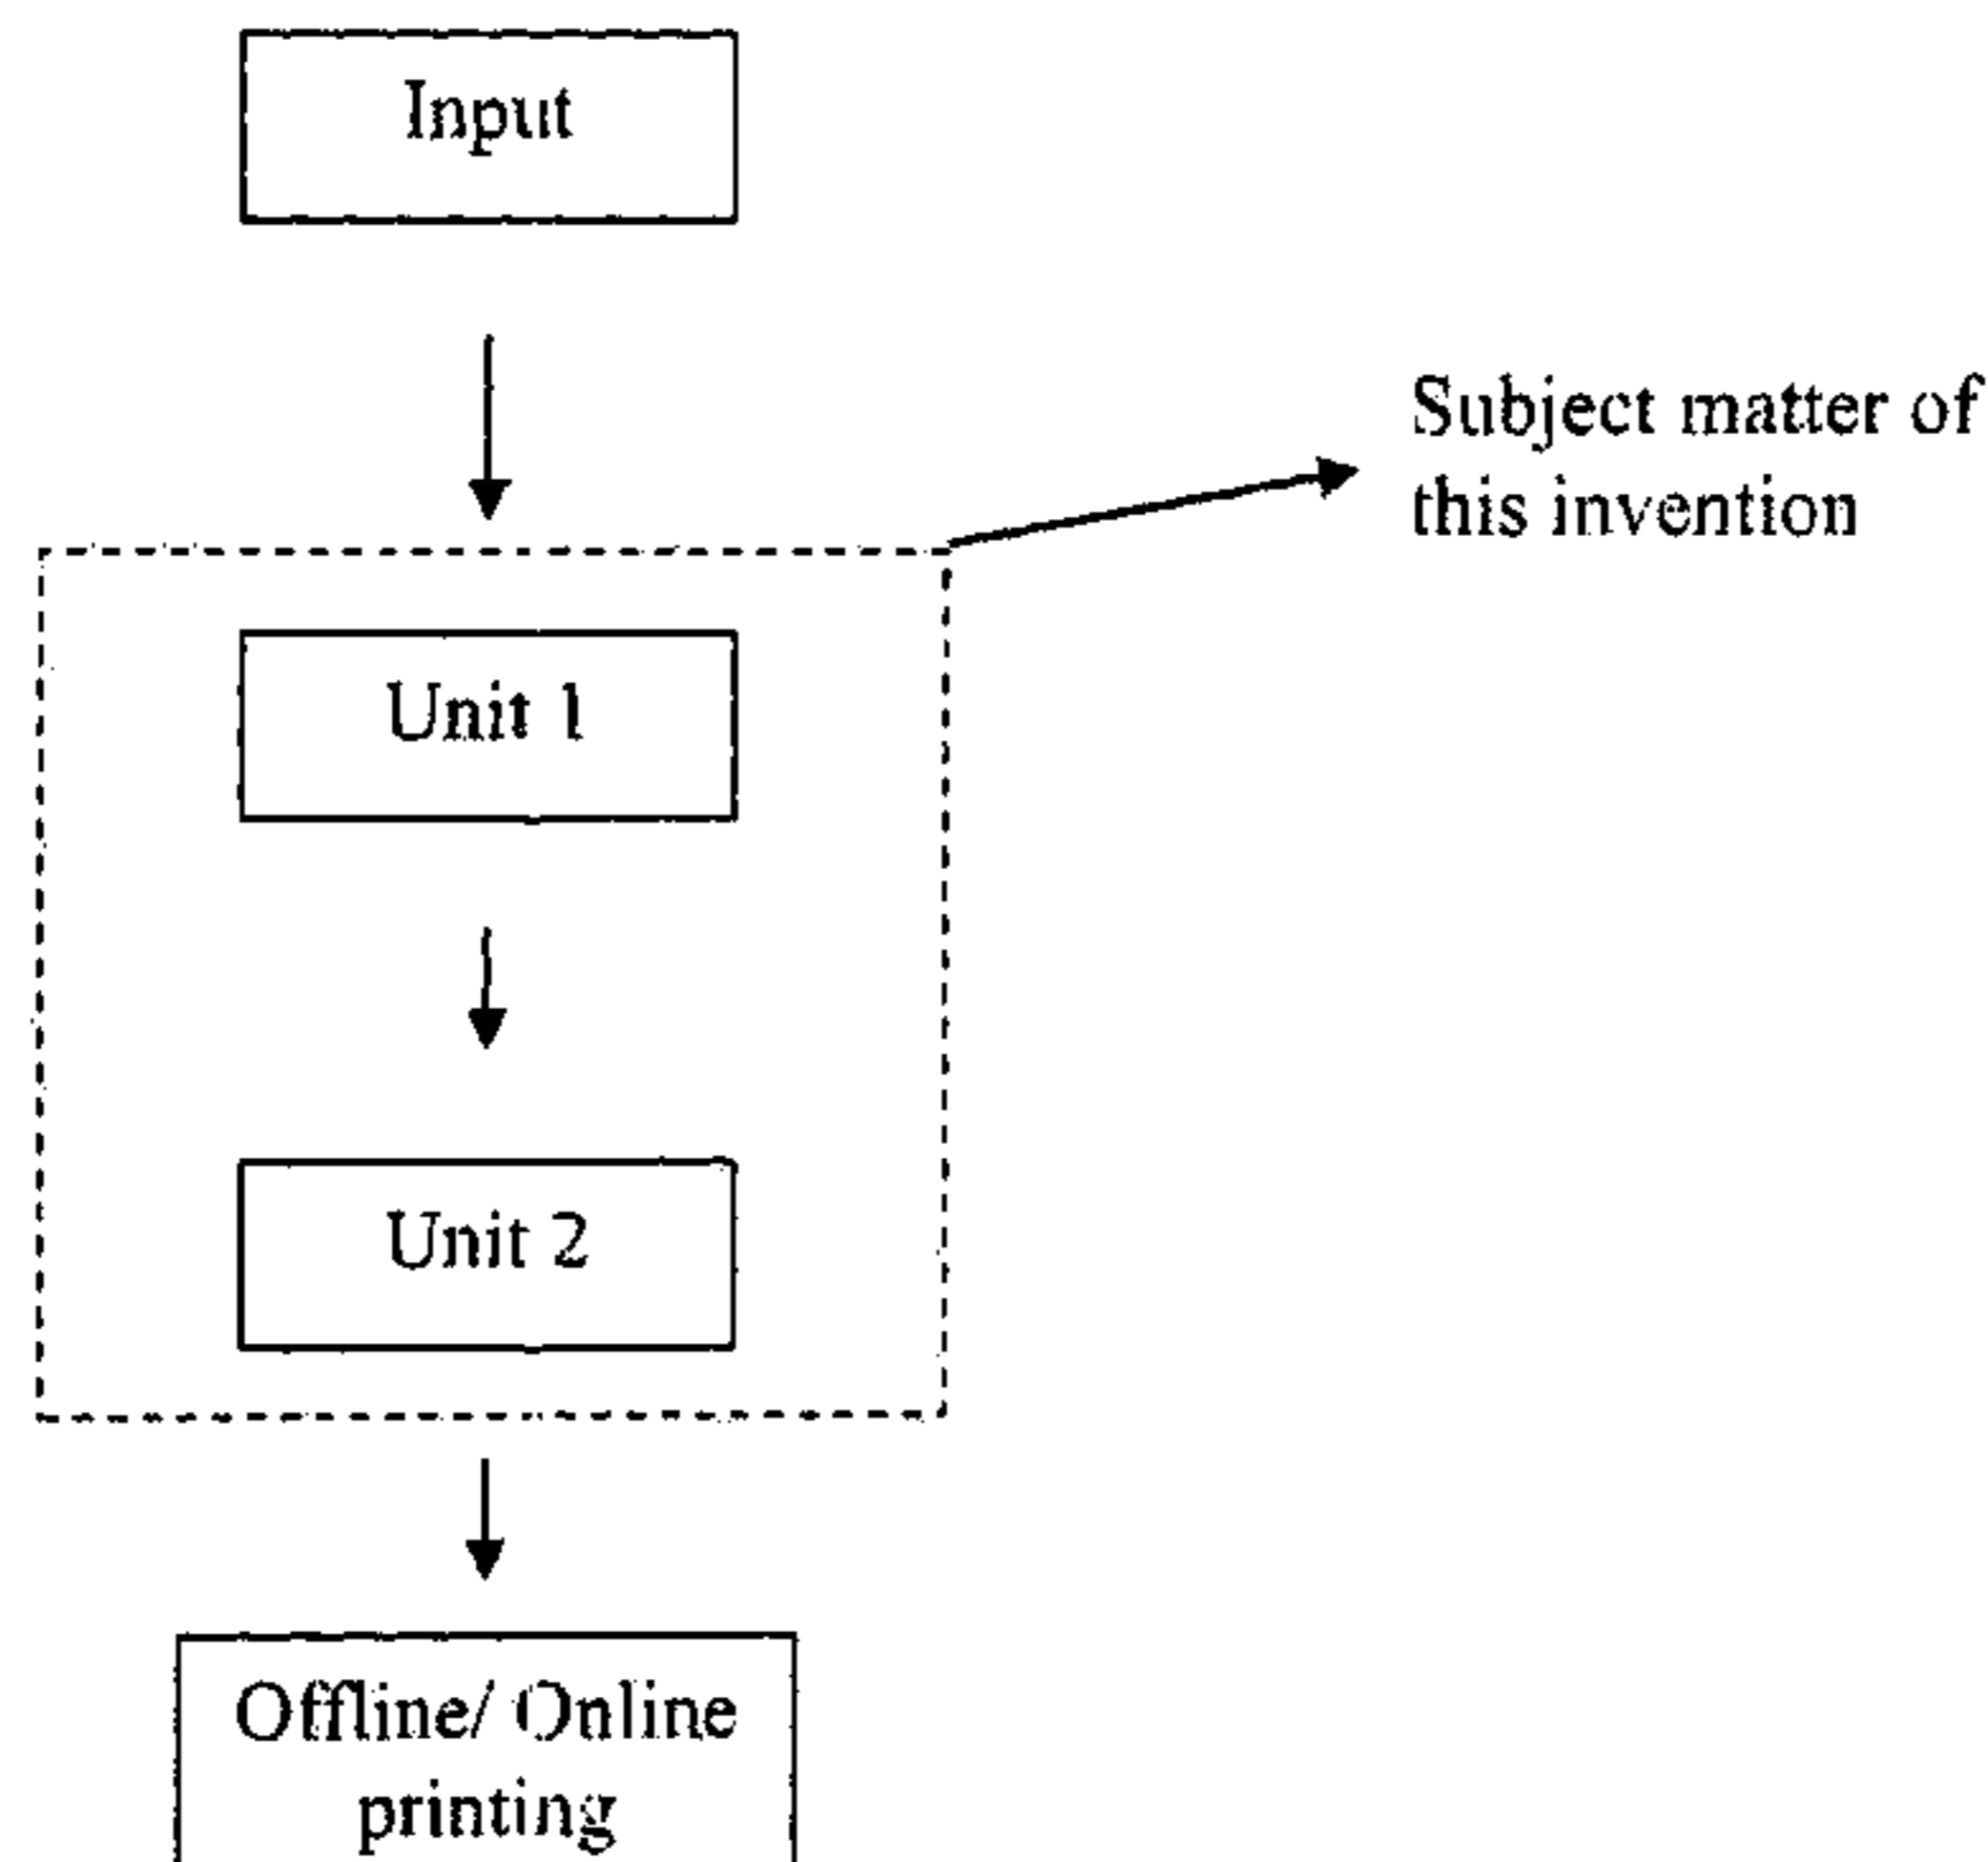 Input
Subject matter of
this invention
Unit 1
Unit 2
Offline/ Online
printing